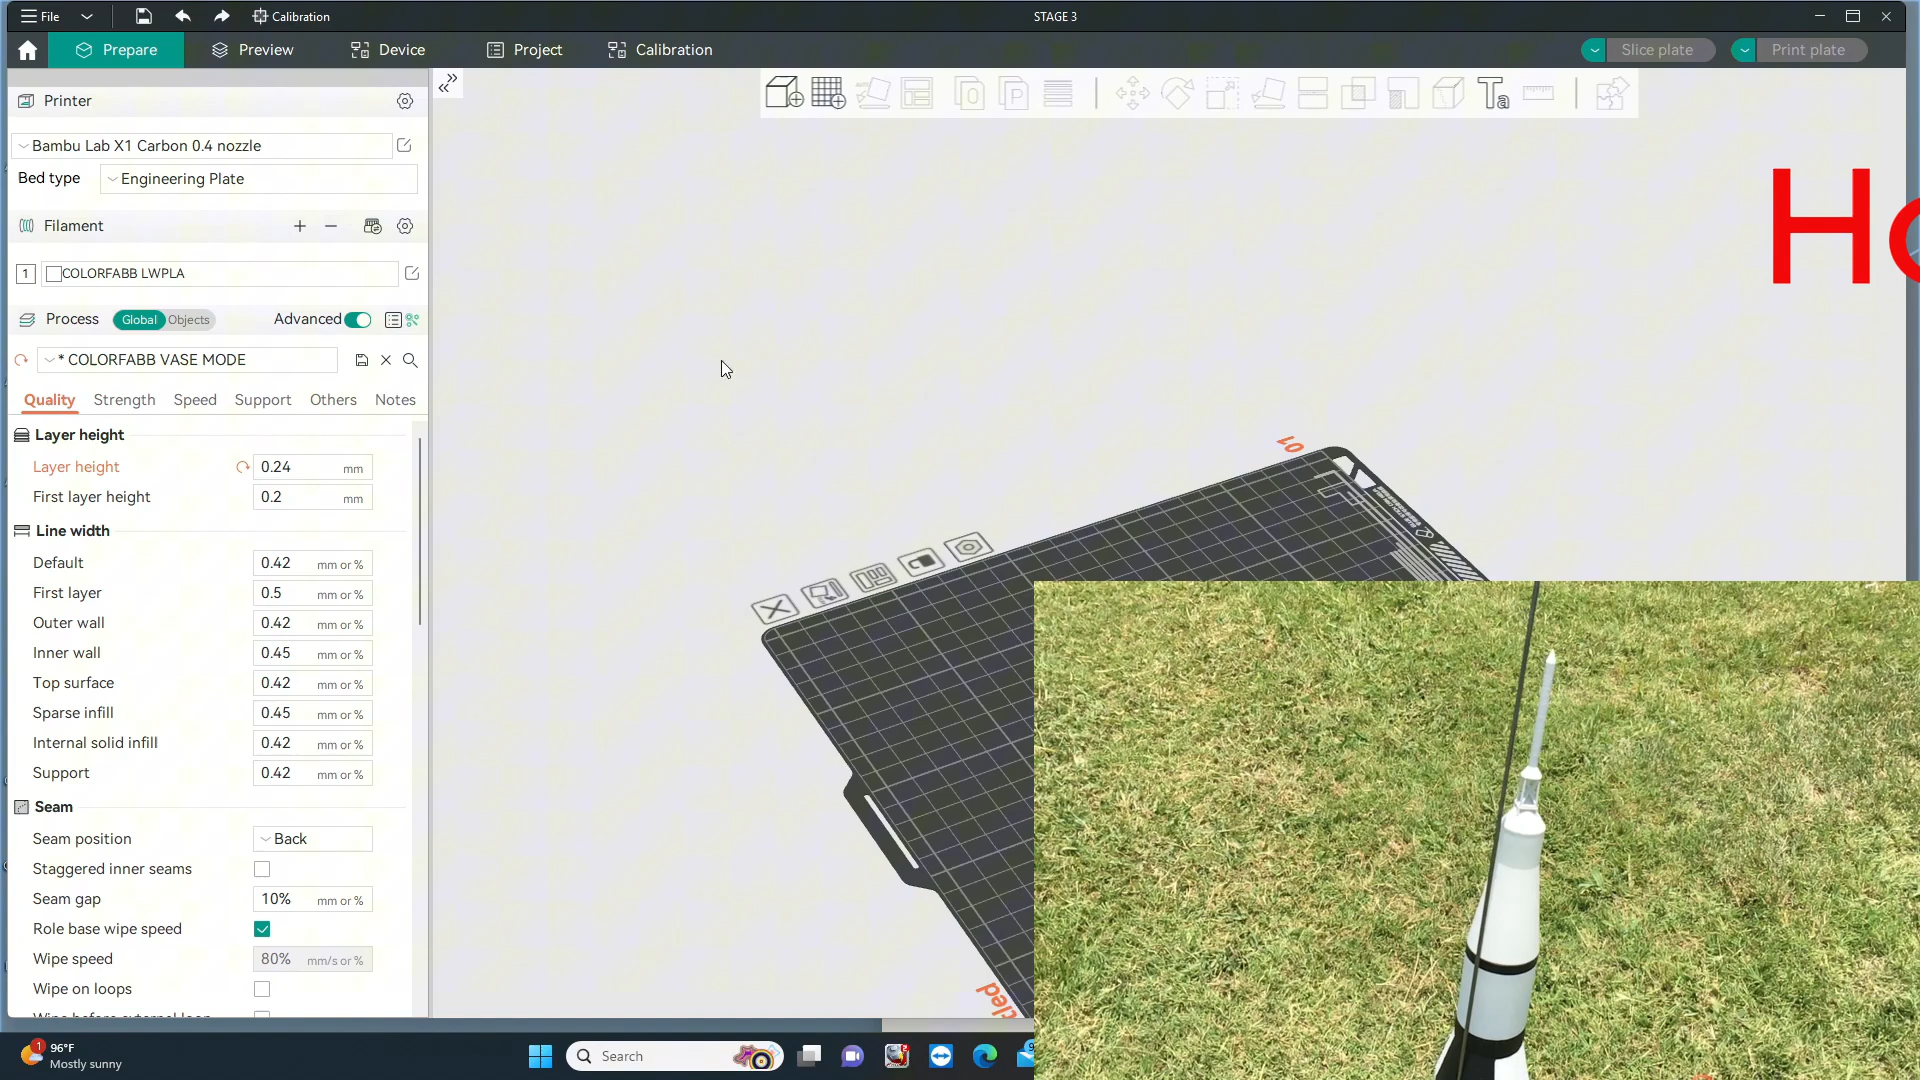 File
Calibration
STAGE 3
Prepare
Preview
Device
Project
Calibration
Slice plate
Print plate
Printer
Bambu Lab X1 Carbon 0.4 nozzle
Bed type
Engineering Plate
Filament
1
COLORFABB LWPLA
Process
Global
Objects
Advanced
* COLORFABB VASE MODE
Quality
Strength
Speed
Support
Others
Notes
Layer height
Layer height 0.24 mm
First layer height 0.2 mm
Line width
Default 0.42 mm or %
First layer 0.5 mm or %
Outer wall 0.42 mm or %
Inner wall 0.45 mm or %
Top surface 0.42 mm or %
Sparse infill 0.45 mm or %
Internal solid infill 0.42 mm or %
Support 0.42 mm or %
Seam
Seam position Back
Staggered inner seams
Seam gap 10% mm or %
Role base wipe speed
Wipe speed 80% mm/s or %
Wipe on loops
01
H
1
96°F
Mostly sunny
Search